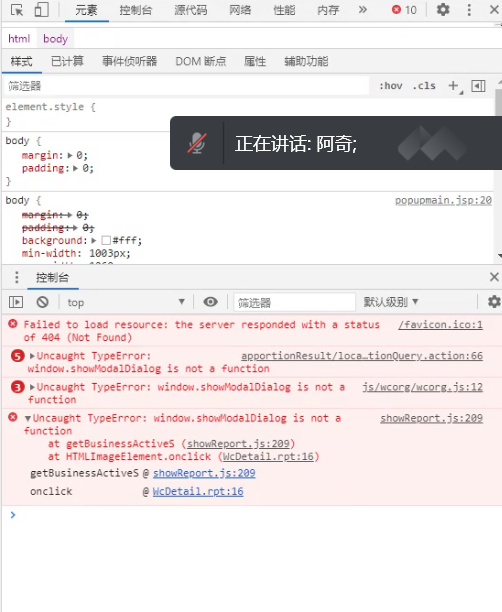 元素 控制台 源代码 网络 性能 内存 10
html body
样式 已计算 事件侦听器 DOM 断点 属性 辅助功能
筛选器 :hov .cls
element.style {
}
正在讲话: 阿奇;
body {
margin: 0;
padding: 0;
}
body { popupmain.jsp:20
margin: 0;
padding: 0;
background: #fff;
min-width: 1003px;
控制台
top 筛选器 默认级别
Failed to load resource: the server responded with a status /favicon.ico:1
of 404 (Not Found)
5 Uncaught TypeError: apportionResult/loca…tionQuery.action:66
window.showModalDialog is not a function
3 Uncaught TypeError: window.showModalDialog is not a js/wcorg/wcorg.js:12
function
Uncaught TypeError: window.showModalDialog is not a showReport.js:209
function
at getBusinessActiveS (showReport.js:209)
at HTMLImageElement.onclick (WcDetail.rpt:16)
getBusinessActiveS @ showReport.js:209
onclick @ WcDetail.rpt:16